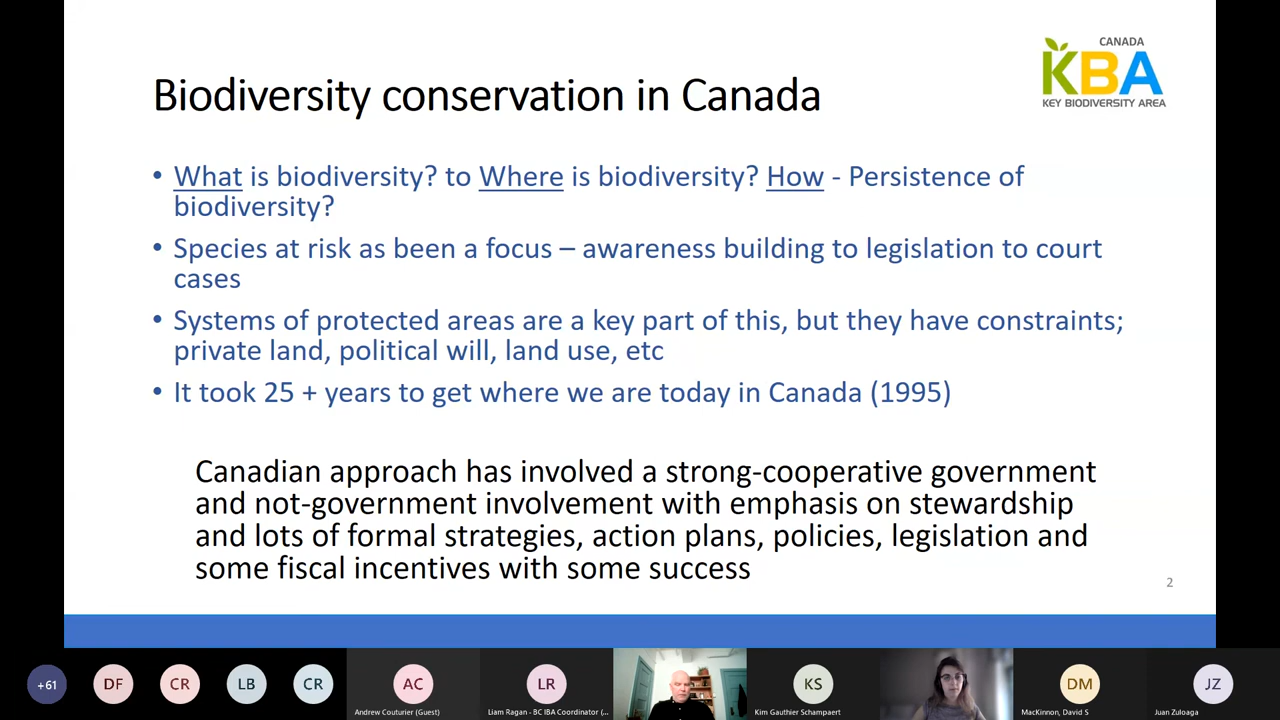 CANADA
KBA
KEY BIODIVERSITY AREA
Biodiversity conservation in Canada
• What is biodiversity? to Where is biodiversity? How - Persistence of
biodiversity?
• Species at risk as been a focus – awareness building to legislation to court
cases
• Systems of protected areas are a key part of this, but they have constraints;
private land, political will, land use, etc
• It took 25 + years to get where we are today in Canada (1995)
Canadian approach has involved a strong-cooperative government
and not-government involvement with emphasis on stewardship
and lots of formal strategies, action plans, policies, legislation and
some fiscal incentives with some success
2
+61
DF
CR
LB
CR
AC
LR
KS
DM
JZ
Andrew Couturier (Guest)
Liam Ragan - BC IBA Coordinator (...
Kim Gauthier Schampaert
MacKinnon, David S
Juan Zuloaga